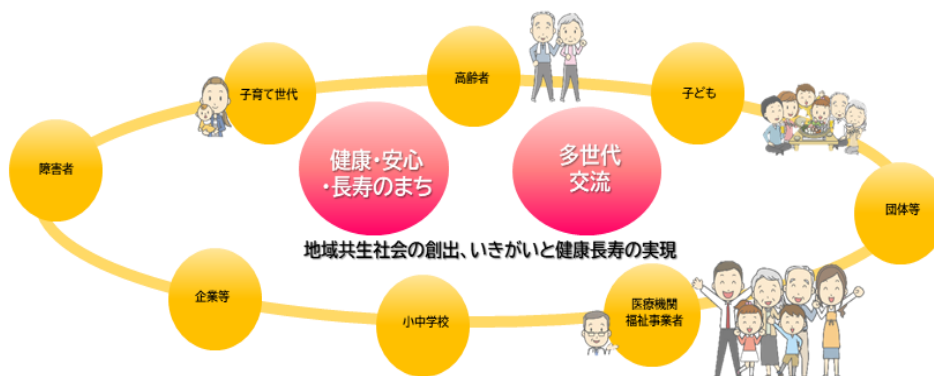 高齢者
子育て世代
子ども
健康・安心
・長寿のまち
多世代
交流
障害者
団体等
地域共生社会の創出、いきがいと健康長寿の実現
企業等
小中学校
医療機関
福祉事業者